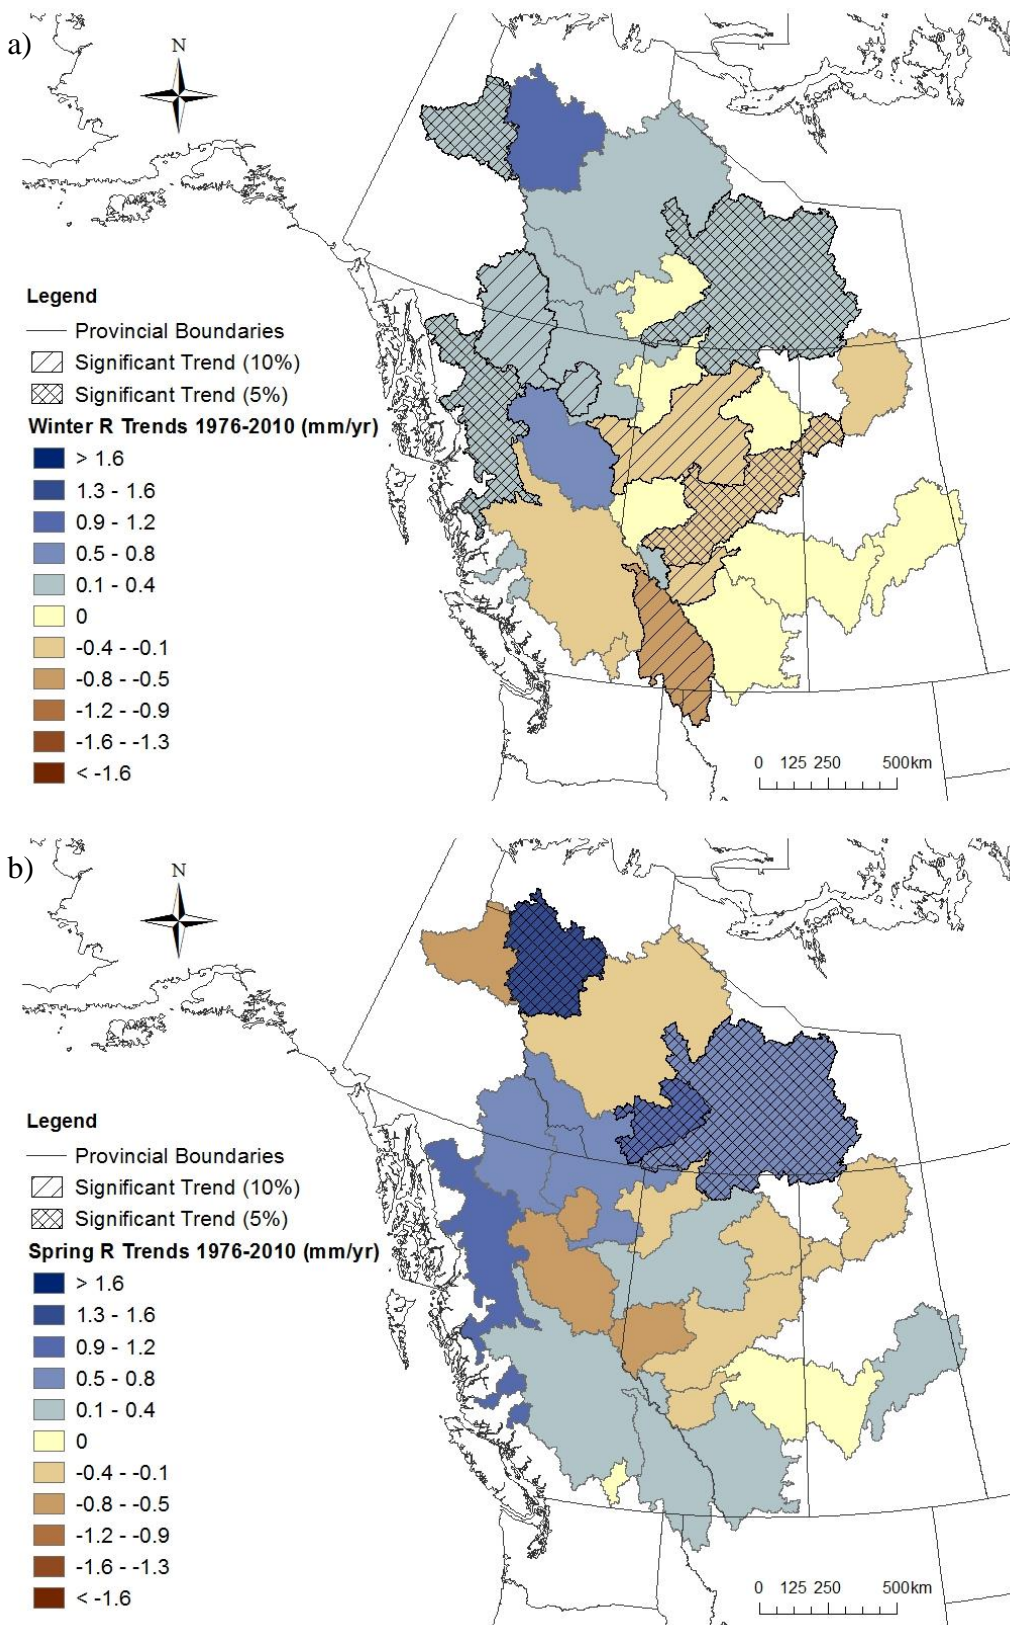 a)
N
Legend
Provincial Boundaries
Significant Trend (10%)
Significant Trend (5%)
Winter R Trends 1976-2010 (mm/yr)
> 1.6
1.3 - 1.6
0.9 - 1.2
0.5 - 0.8
0.1 - 0.4
0
-0.4 - -0.1
-0.8 - -0.5
-1.2 - -0.9
-1.6 - -1.3
< -1.6
0 125 250 500km
b)
N
Legend
Provincial Boundaries
Significant Trend (10%)
Significant Trend (5%)
Spring R Trends 1976-2010 (mm/yr)
> 1.6
1.3 - 1.6
0.9 - 1.2
0.5 - 0.8
0.1 - 0.4
0
-0.4 - -0.1
-0.8 - -0.5
-1.2 - -0.9
-1.6 - -1.3
< -1.6
0 125 250 500km